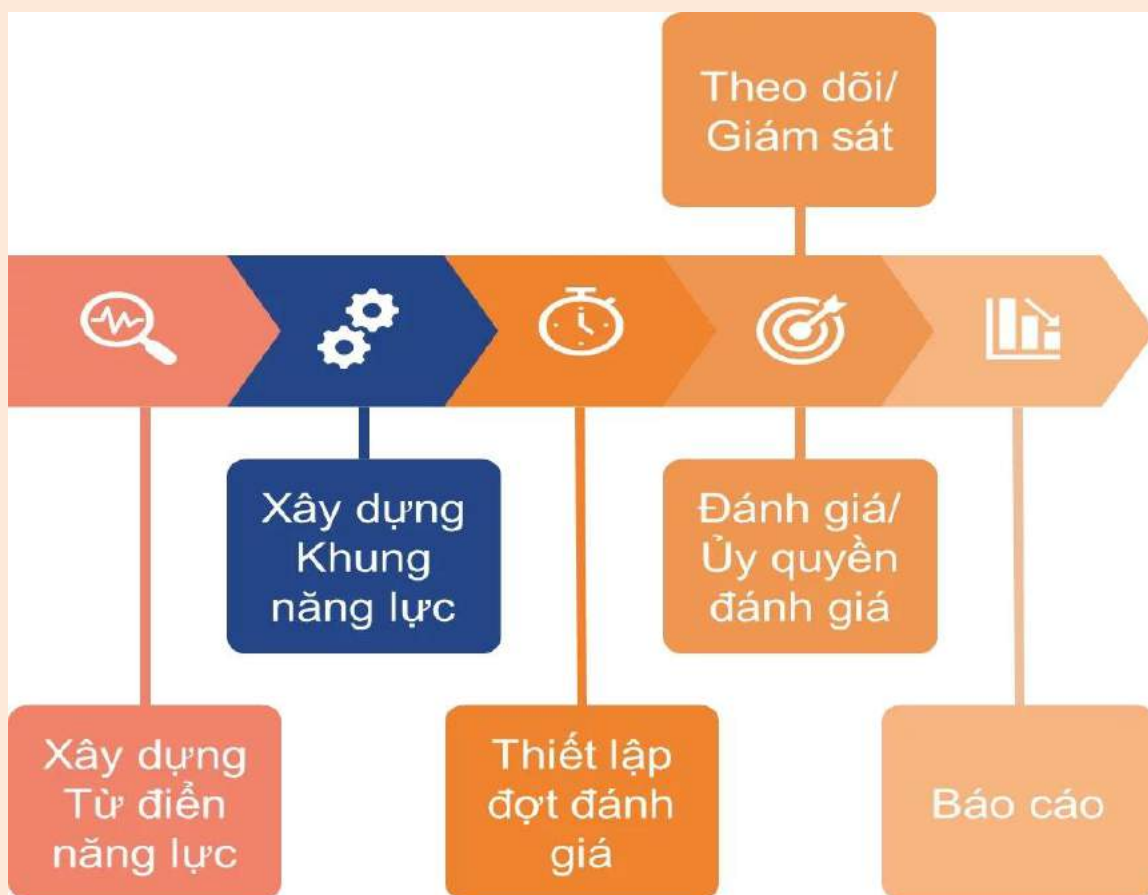 Theo dõi/
Giám sát
Xây dựng
Khung
năng lực
Đánh giá/
Ủy quyền
đánh giá
Xây dựng
Từ điển
năng lực
Thiết lập
đợt đánh
giá
Báo cáo